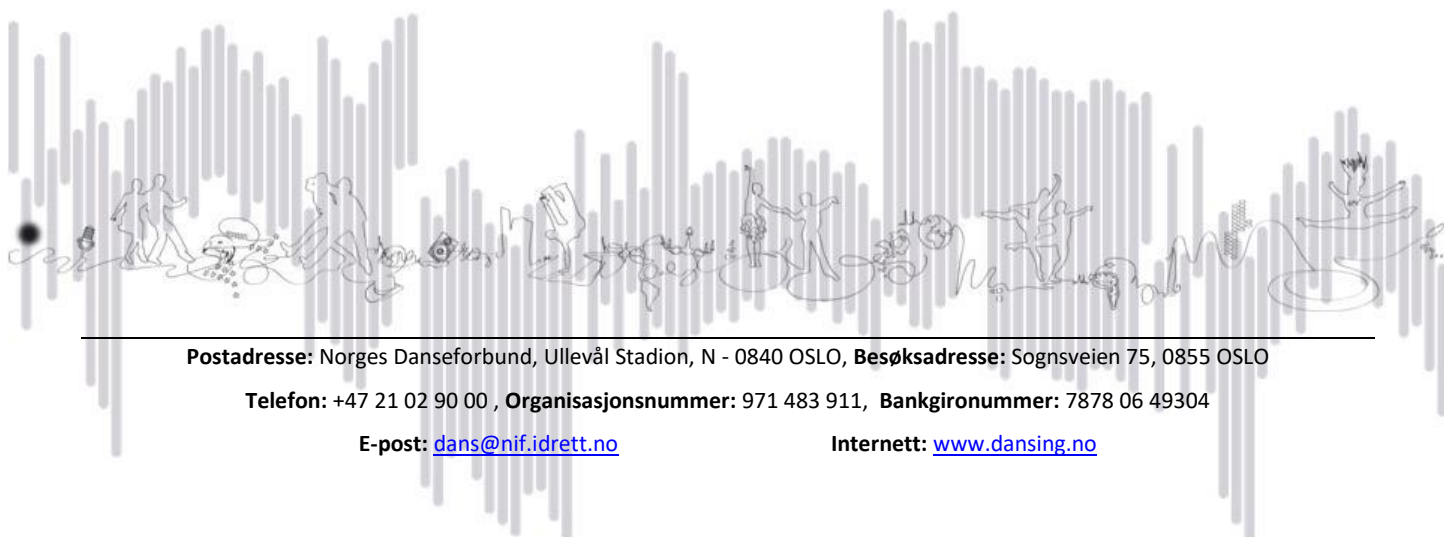 Postadresse: Norges Danseforbund, Ullevål Stadion, N - 0840 OSLO, Besøksadresse: Sognsveien 75, 0855 OSLO
Telefon: +47 21 02 90 00 , Organisasjonsnummer: 971 483 911, Bankgironummer: 7878 06 49304
E-post: dans@nif.idrett.no Internett: www.dansing.no